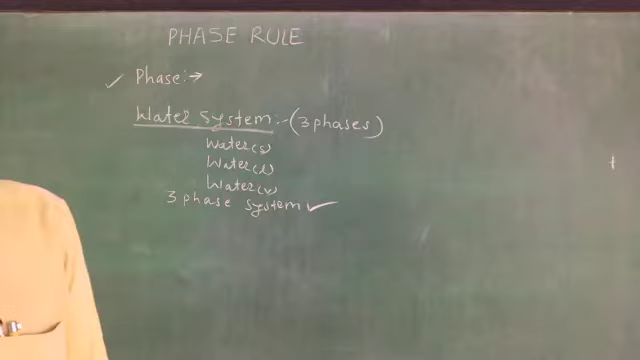 PHASE RULE
✓ Phase:→
Water System:-(3 phases)
Water(s)
Water(l)
Water(v)
3 phase system ✓